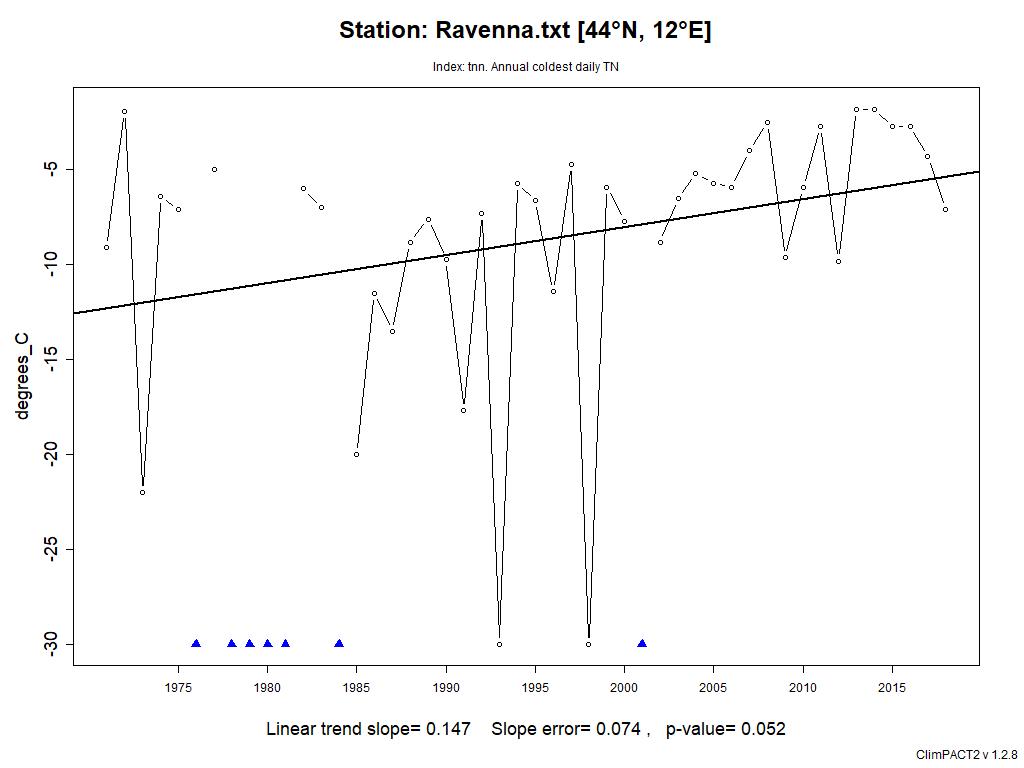 Station: Ravenna.txt [44°N, 12°E]
Index: tnn. Annual coldest daily TN
degrees_C
-5
-10
-15
-20
-25
-30
1975 1980 1985 1990 1995 2000 2005 2010 2015
Linear trend slope= 0.147 Slope error= 0.074 , p-value= 0.052
ClimPACT2 v 1.2.8